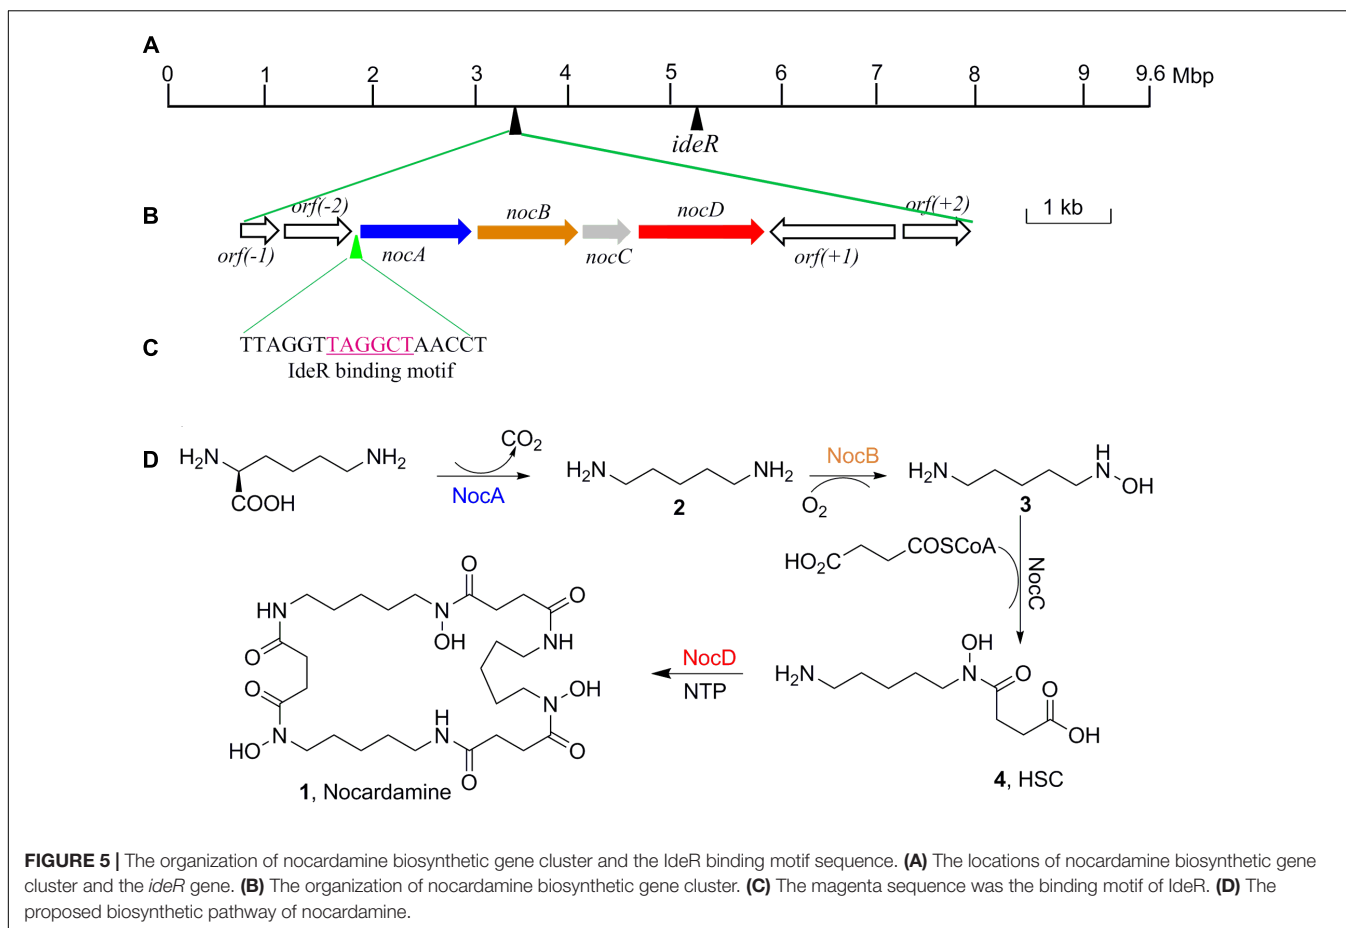 A
0 1 2 3 4 5 6 7 8 9 9.6 Mbp
ideR
B
orf(-2) nocB nocD orf(+2) 1 kb
orf(-1) nocA nocC orf(+1)
C
TTAGGTTAGGCTAACCT
IdeR binding motif
D
H2N NH2 COOH
CO2
NocA
H2N NH2
2
NocB
O2
H2N H N OH
3
HO2C COSCoA
NocC
H2N OH N O O OH
4, HSC
NocD
NTP
O O HN N OH NH O O N OH N HO H N O O
1, Nocardamine
FIGURE 5 | The organization of nocardamine biosynthetic gene cluster and the IdeR binding motif sequence. (A) The locations of nocardamine biosynthetic gene
cluster and the ideR gene. (B) The organization of nocardamine biosynthetic gene cluster. (C) The magenta sequence was the binding motif of IdeR. (D) The
proposed biosynthetic pathway of nocardamine.